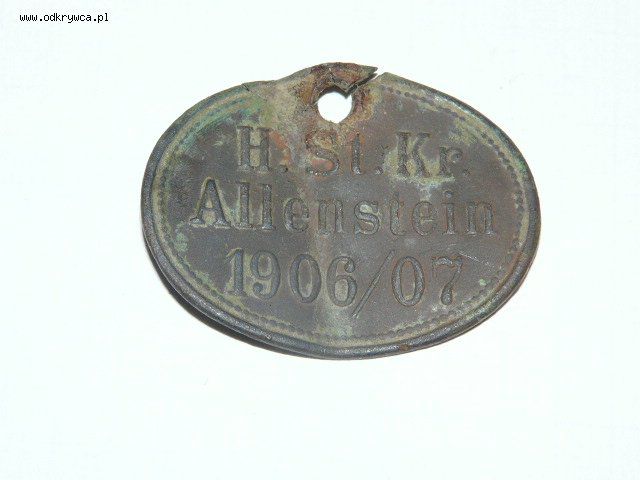 www.odkrywca.pl
H. St. Kr.
Allenstein
1906/07